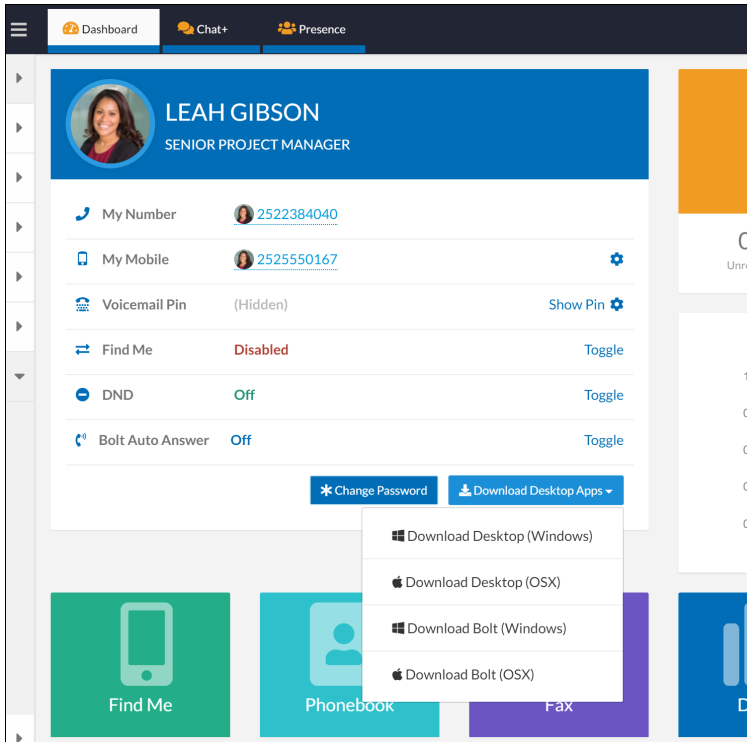 Dashboard
Chat+
Presence
LEAH GIBSON
SENIOR PROJECT MANAGER
My Number 2522384040
My Mobile 2525550167
Voicemail Pin (Hidden) Show Pin
Find Me Disabled Toggle
DND Off Toggle
Bolt Auto Answer Off Toggle
Change Password
Download Desktop Apps
Download Desktop (Windows)
Download Desktop (OSX)
Download Bolt (Windows)
Download Bolt (OSX)
Find Me
Phonebook
Fax